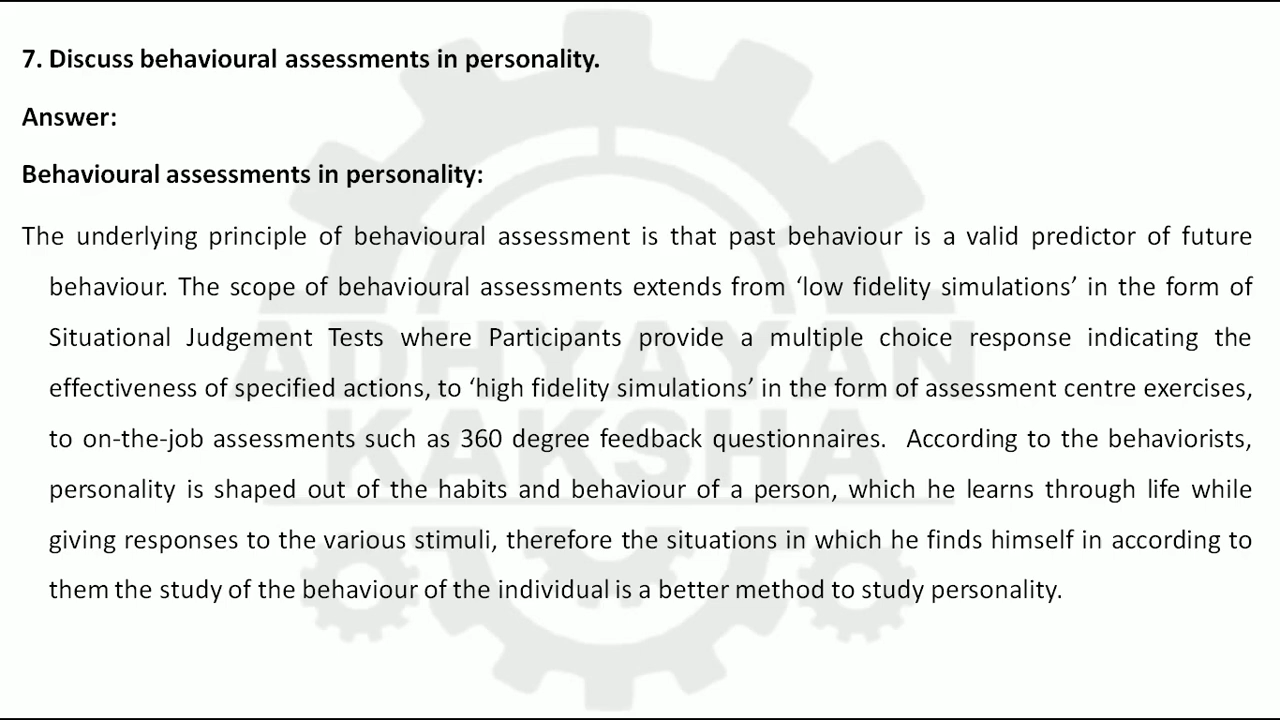 7. Discuss behavioural assessments in personality.
Answer:
Behavioural assessments in personality:
The underlying principle of behavioural assessment is that past behaviour is a valid predictor of future
behaviour. The scope of behavioural assessments extends from ‘low fidelity simulations’ in the form of
Situational Judgement Tests where Participants provide a multiple choice response indicating the
effectiveness of specified actions, to ‘high fidelity simulations’ in the form of assessment centre exercises,
to on-the-job assessments such as 360 degree feedback questionnaires. According to the behaviorists,
personality is shaped out of the habits and behaviour of a person, which he learns through life while
giving responses to the various stimuli, therefore the situations in which he finds himself in according to
them the study of the behaviour of the individual is a better method to study personality.
ADHYAYAN
KAKSHA